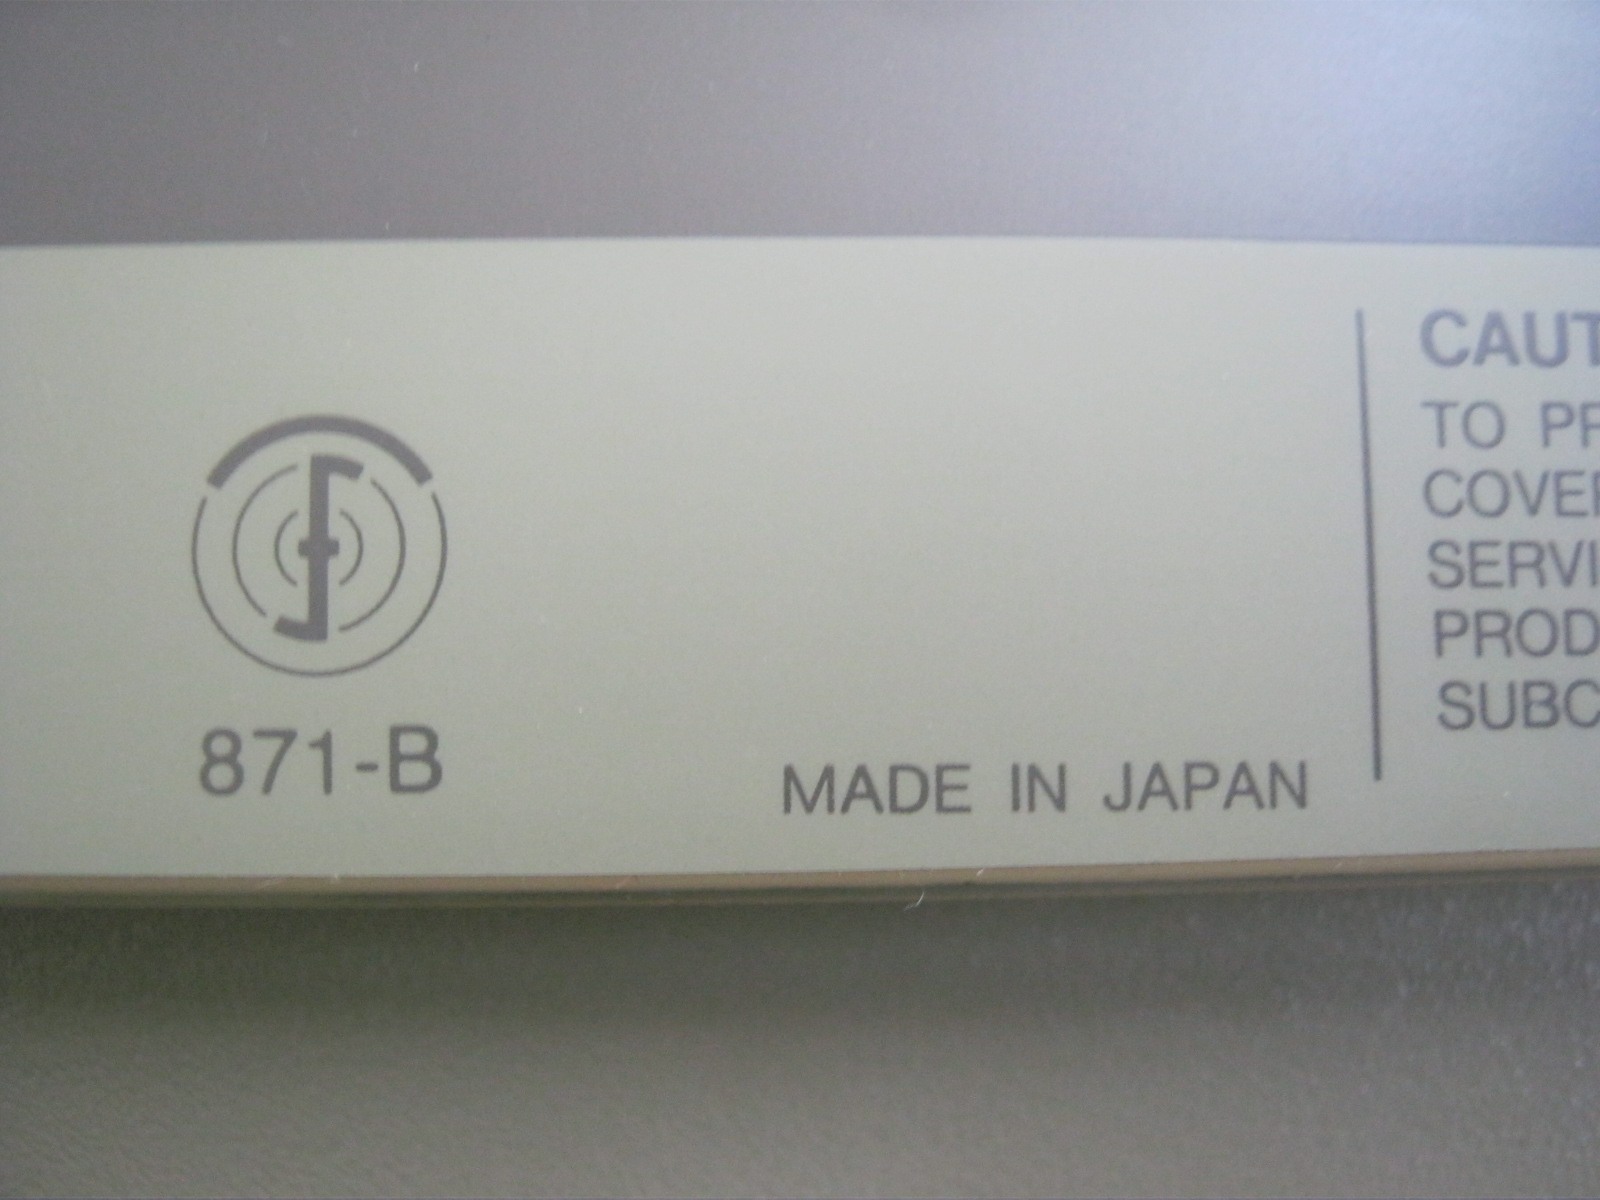 871-B
MADE IN JAPAN
CAUT
TO PR
COVER
SERVI
PROD
SUBC